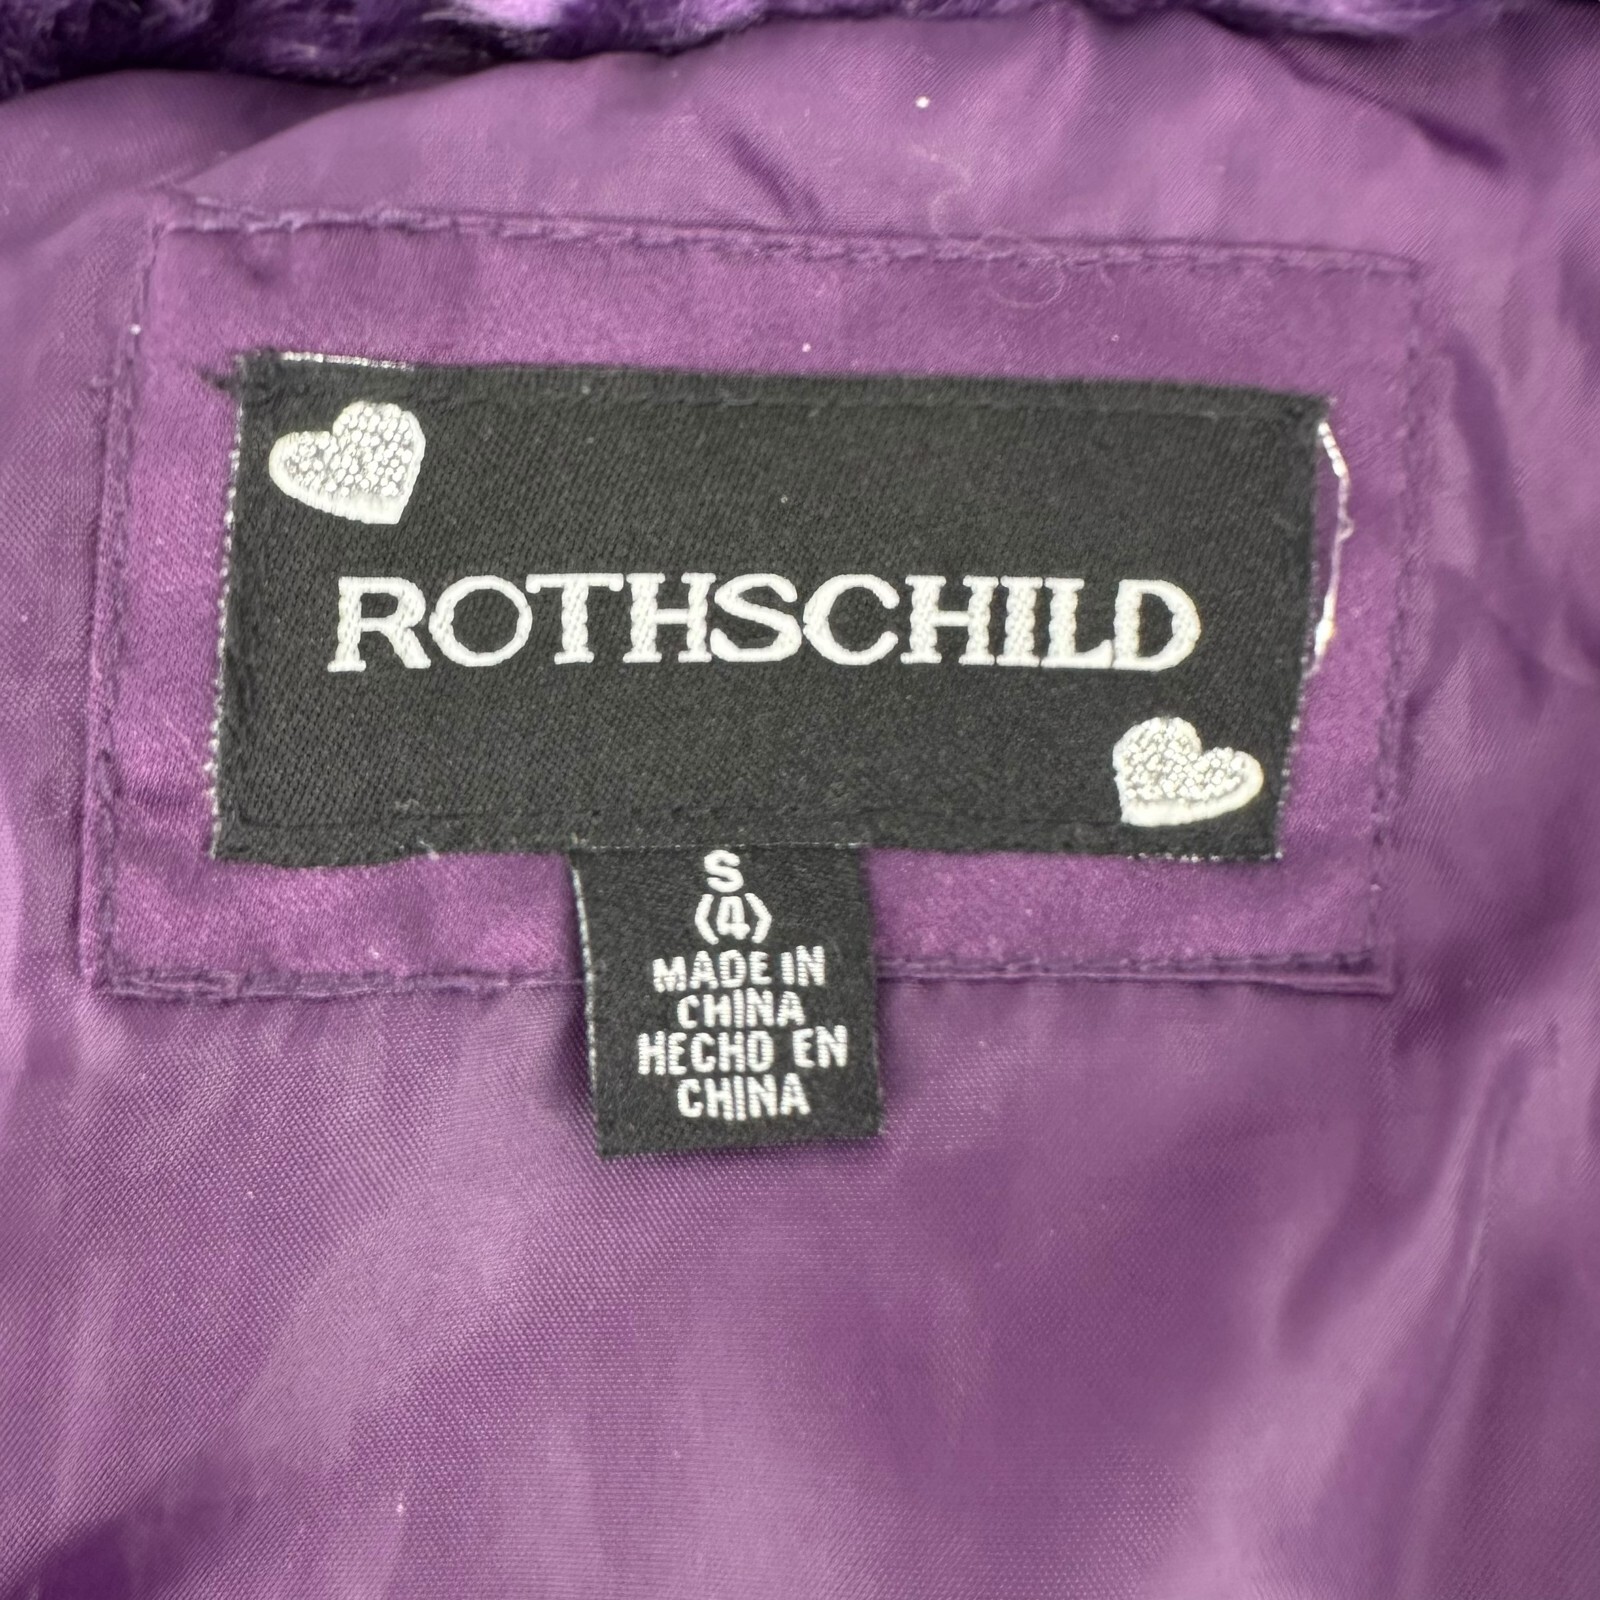 ROTHSCHILD
S
(4)
MADE IN
CHINA
HECHO EN
CHINA